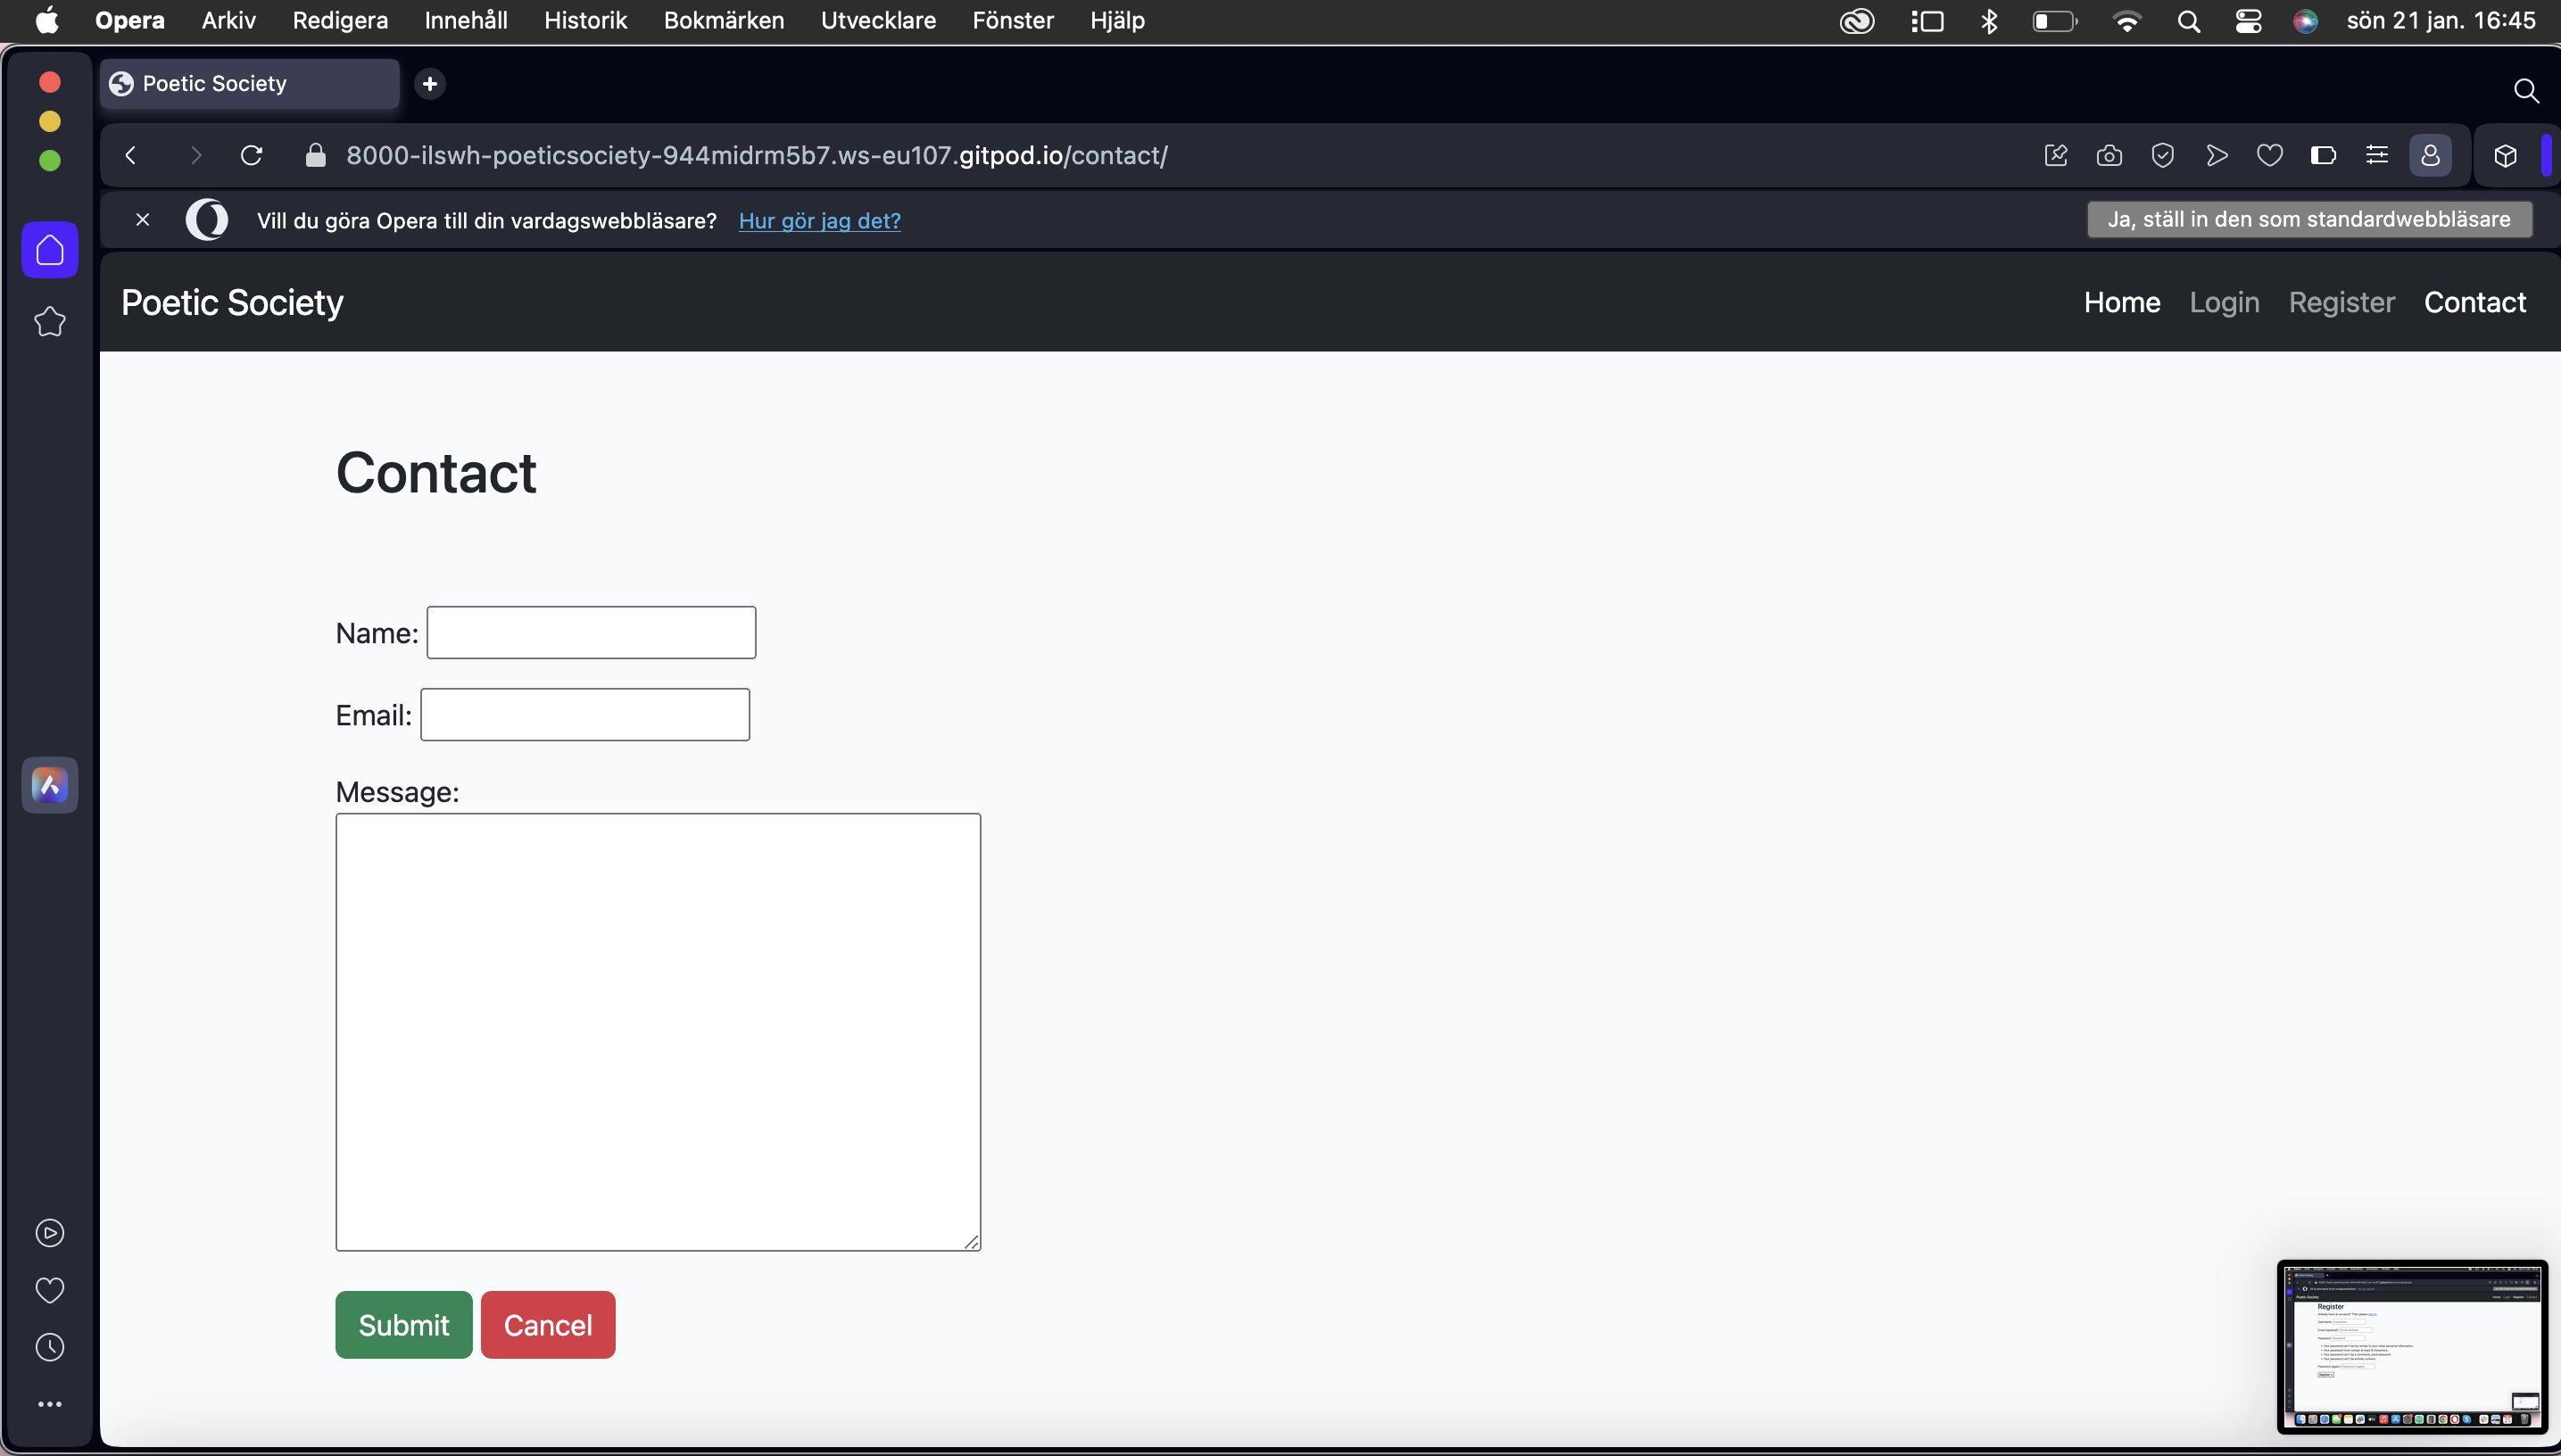 Opera Arkiv Redigera Innehåll Historik Bokmärken Utvecklare Fönster Hjälp sön 21 jan. 16:45
Poetic Society
8000-ilswh-poeticsociety-944midrm5b7.ws-eu107.gitpod.io/contact/
Vill du göra Opera till din vardagswebbläsare? Hur gör jag det? Ja, ställ in den som standardwebbläsare
Poetic Society Home Login Register Contact
Contact
Name:
Email:
Message:
Submit Cancel
Register